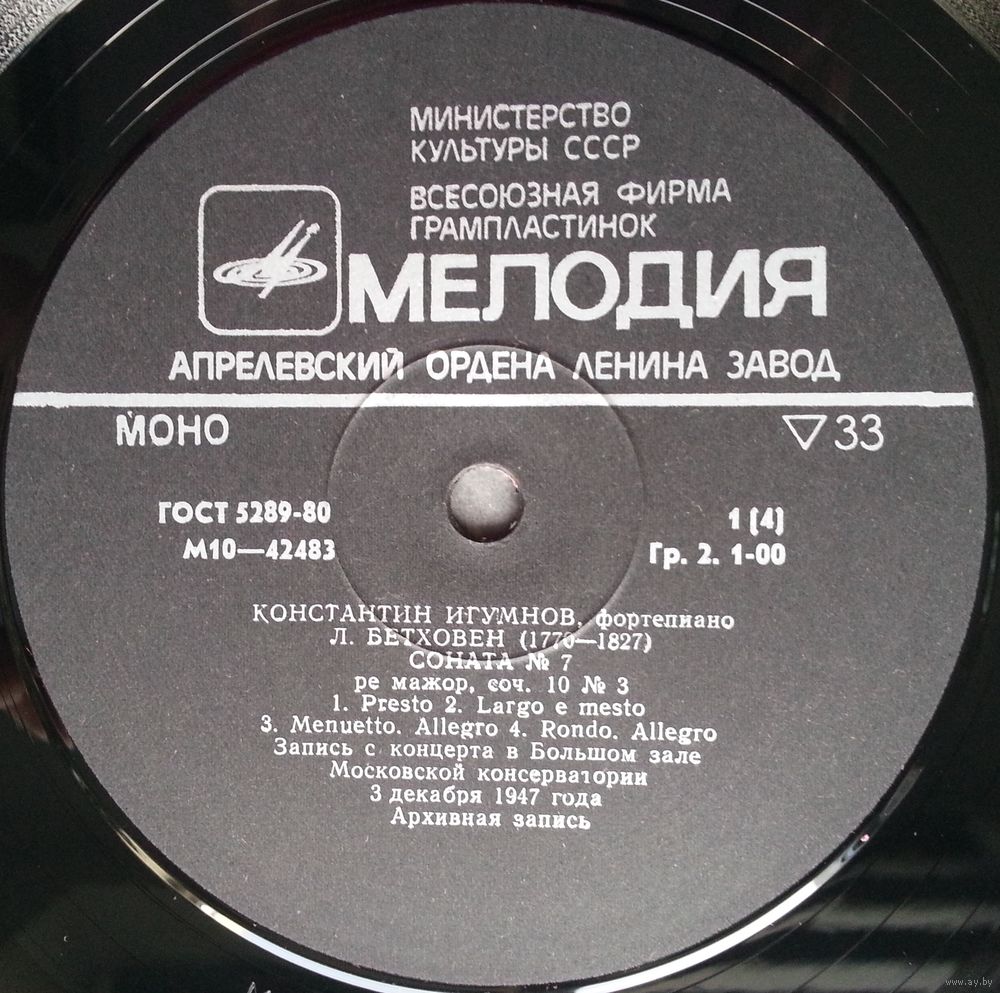 МИНИСТЕРСТВО
КУЛЬТУРЫ СССР
ВСЕСОЮЗНАЯ ФИРМА
ГРАМПЛАСТИНОК
МЕЛОДИЯ
АПРЕЛЕВСКИЙ ОРДЕНА ЛЕНИНА ЗАВОД
МОНО
33
ГОСТ 5289-80
1 (4)
М10—42483
Гр. 2. 1-00
КОНСТАНТИН ИГУМНОВ, фортепиано
Л. БЕТХОВЕН (1770—1827)
СОНАТА № 7
ре мажор, соч. 10 № 3
1. Presto 2. Largo e mesto
3. Menuetto. Allegro 4. Rondo. Allegro
Запись с концерта в Большом зале
Московской консерватории
3 декабря 1947 года
Архивная запись
www.ay.by